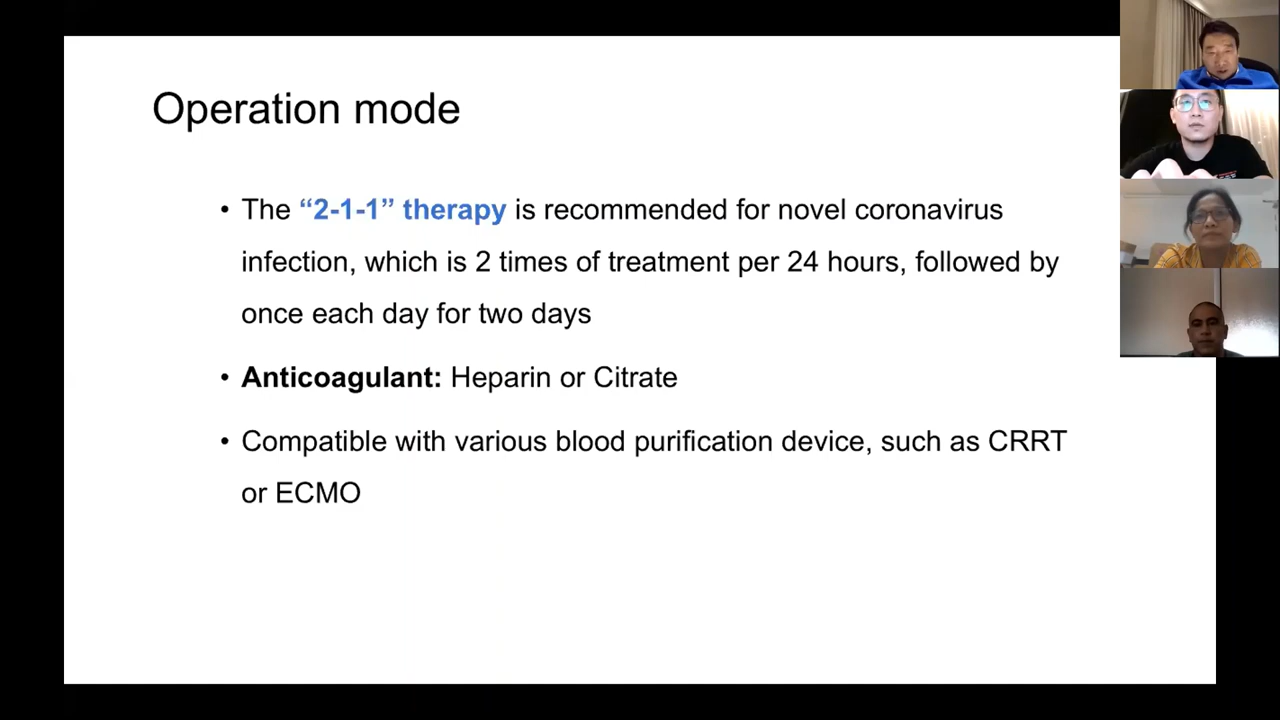 Operation mode
• The “2-1-1” therapy is recommended for novel coronavirus
infection, which is 2 times of treatment per 24 hours, followed by
once each day for two days
• Anticoagulant: Heparin or Citrate
• Compatible with various blood purification device, such as CRRT
or ECMO